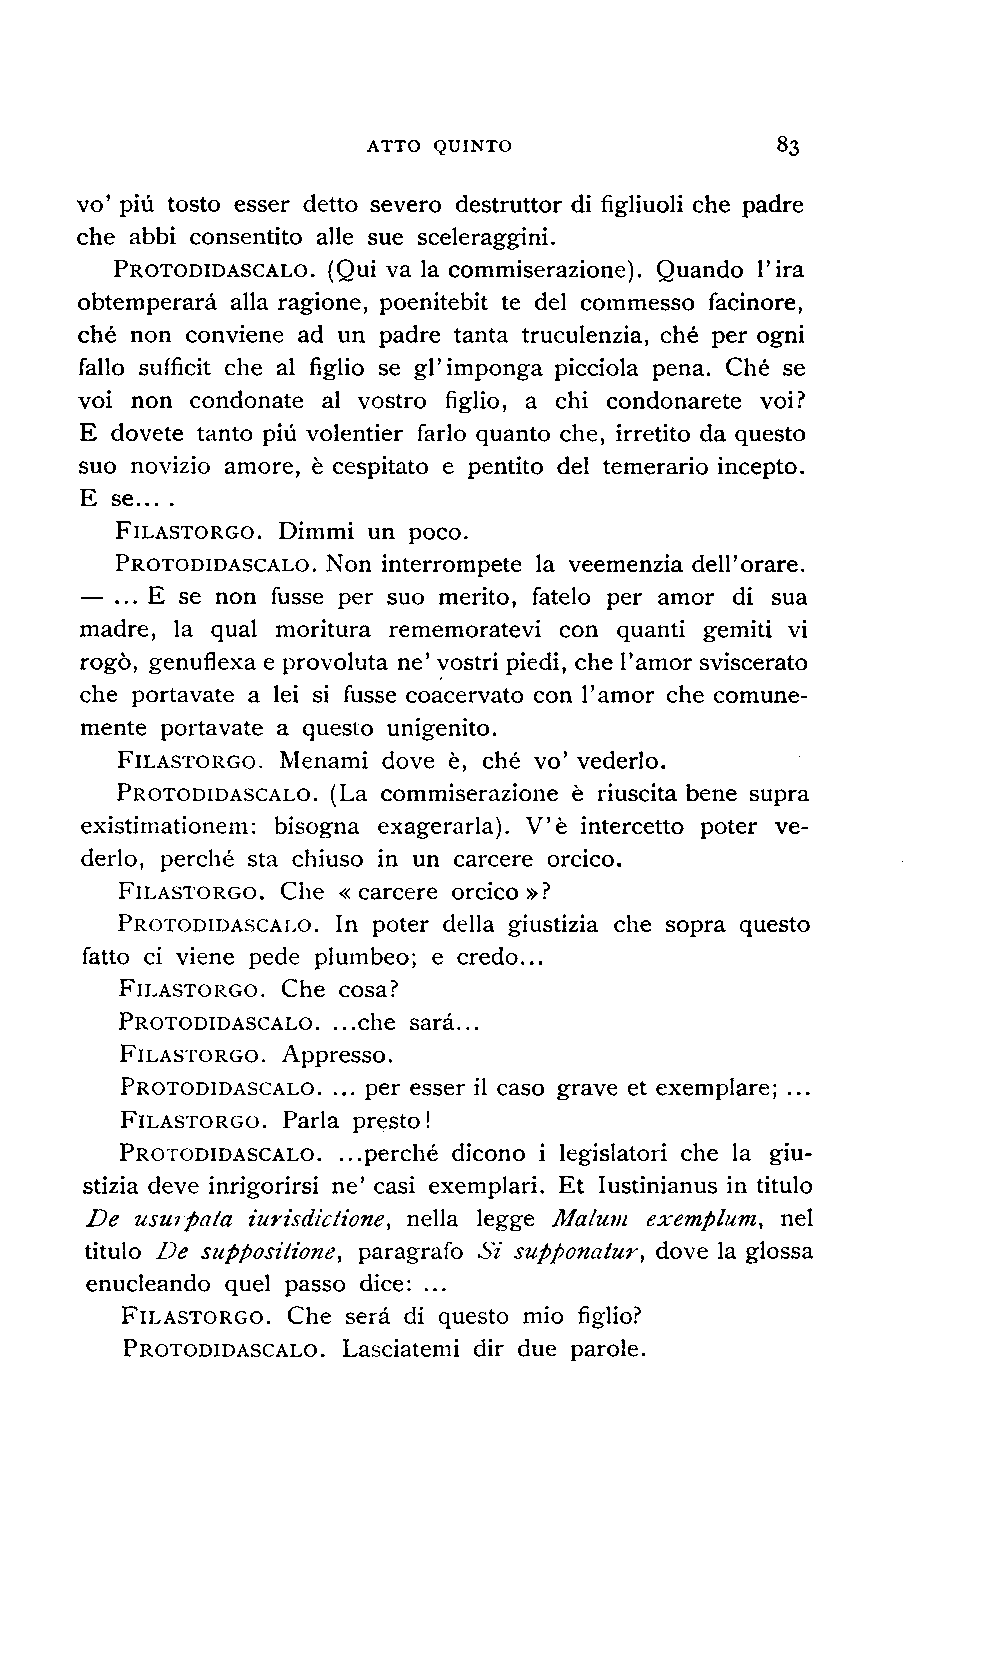 ATTO QUINTO 83
vo' piú tosto esser detto severo destruttor di figliuoli che padre
che abbi consentito alle sue sceleraggini.
PROTODIDASCALO. (Qui va la commiserazione). Quando l'ira
obtemperará alla ragione, poenitebit te del commesso facinore,
ché non conviene ad un padre tanta truculenzia, ché per ogni
fallo sufficit che al figlio se gl'imponga picciola pena. Ché se
voi non condonate al vostro figlio, a chi condonarete voi?
E dovete tanto piú volentier farlo quanto che, irretito da questo
suo novizio amore, è cespitato e pentito del temerario incepto.
E se... .
FILASTORGO. Dimmi un poco.
PROTODIDASCALO. Non interrompete la veemenzia dell'orare.
— ... E se non fusse per suo merito, fatelo per amor di sua
madre, la qual moritura rememoratevi con quanti gemiti vi
rogò, genuflexa e provoluta ne' vostri piedi, che l'amor sviscerato
che portavate a lei si fusse coacervato con l'amor che comune-
mente portavate a questo unigenito.
FILASTORGO. Menami dove è, ché vo' vederlo.
PROTODIDASCALO. (La commiserazione è riuscita bene supra
existimationem: bisogna exagerarla). V'è intercetto poter ve-
derlo, perché sta chiuso in un carcere orcico.
FILASTORGO. Che « carcere orcico »?
PROTODIDASCALO. In poter della giustizia che sopra questo
fatto ci viene pede plumbeo; e credo...
FILASTORGO. Che cosa?
PROTODIDASCALO. ...che sará...
FILASTORGO. Appresso.
PROTODIDASCALO. ... per esser il caso grave et exemplare; ...
FILASTORGO. Parla presto!
PROTODIDASCALO. ...perché dicono i legislatori che la giu-
stizia deve inrigorirsi ne' casi exemplari. Et Iustinianus in titulo
De usurpata iurisdictione, nella legge Malum exemplum, nel
titulo De suppositione, paragrafo Si supponatur, dove la glossa
enucleando quel passo dice: ...
FILASTORGO. Che será di questo mio figlio?
PROTODIDASCALO. Lasciatemi dir due parole.